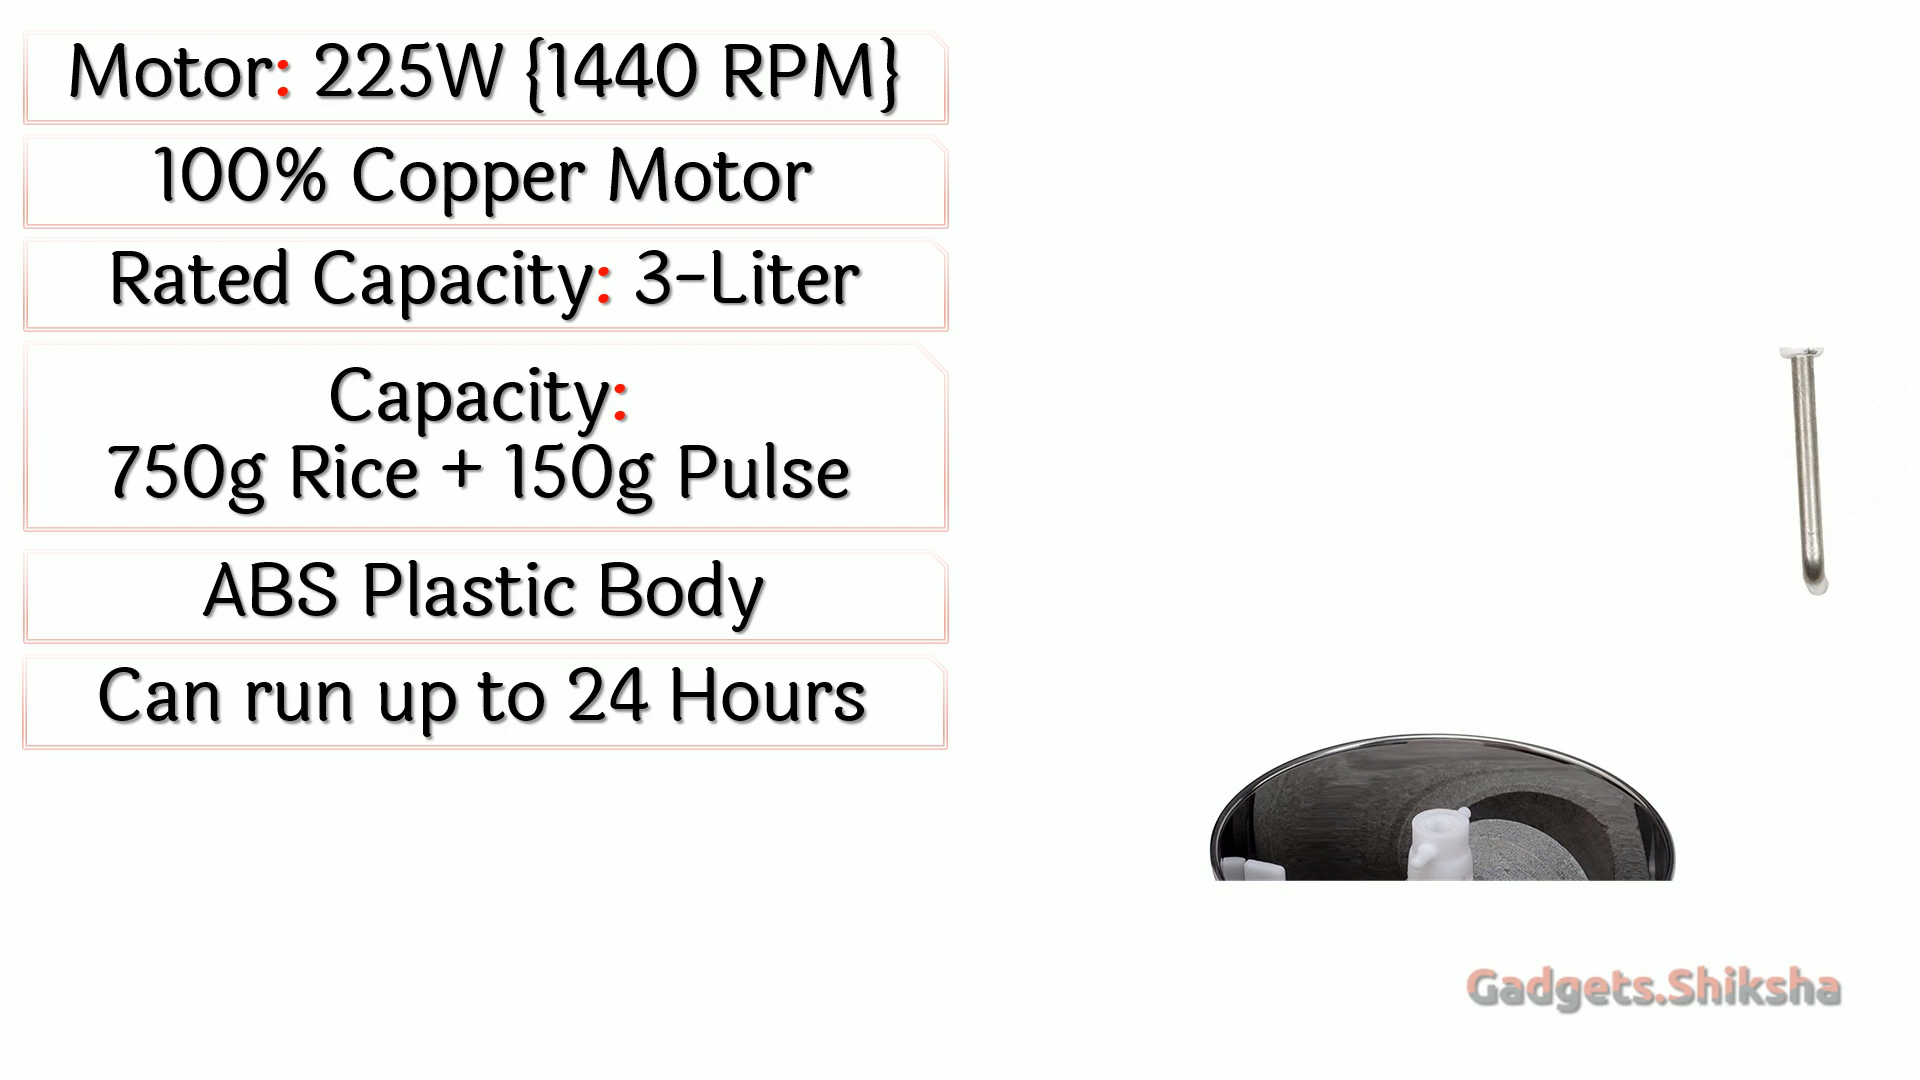 Motor: 225W {1440 RPM}
100% Copper Motor
Rated Capacity: 3-Liter
Capacity:
750g Rice + 150g Pulse
ABS Plastic Body
Can run up to 24 Hours
Gadgets.Shiksha